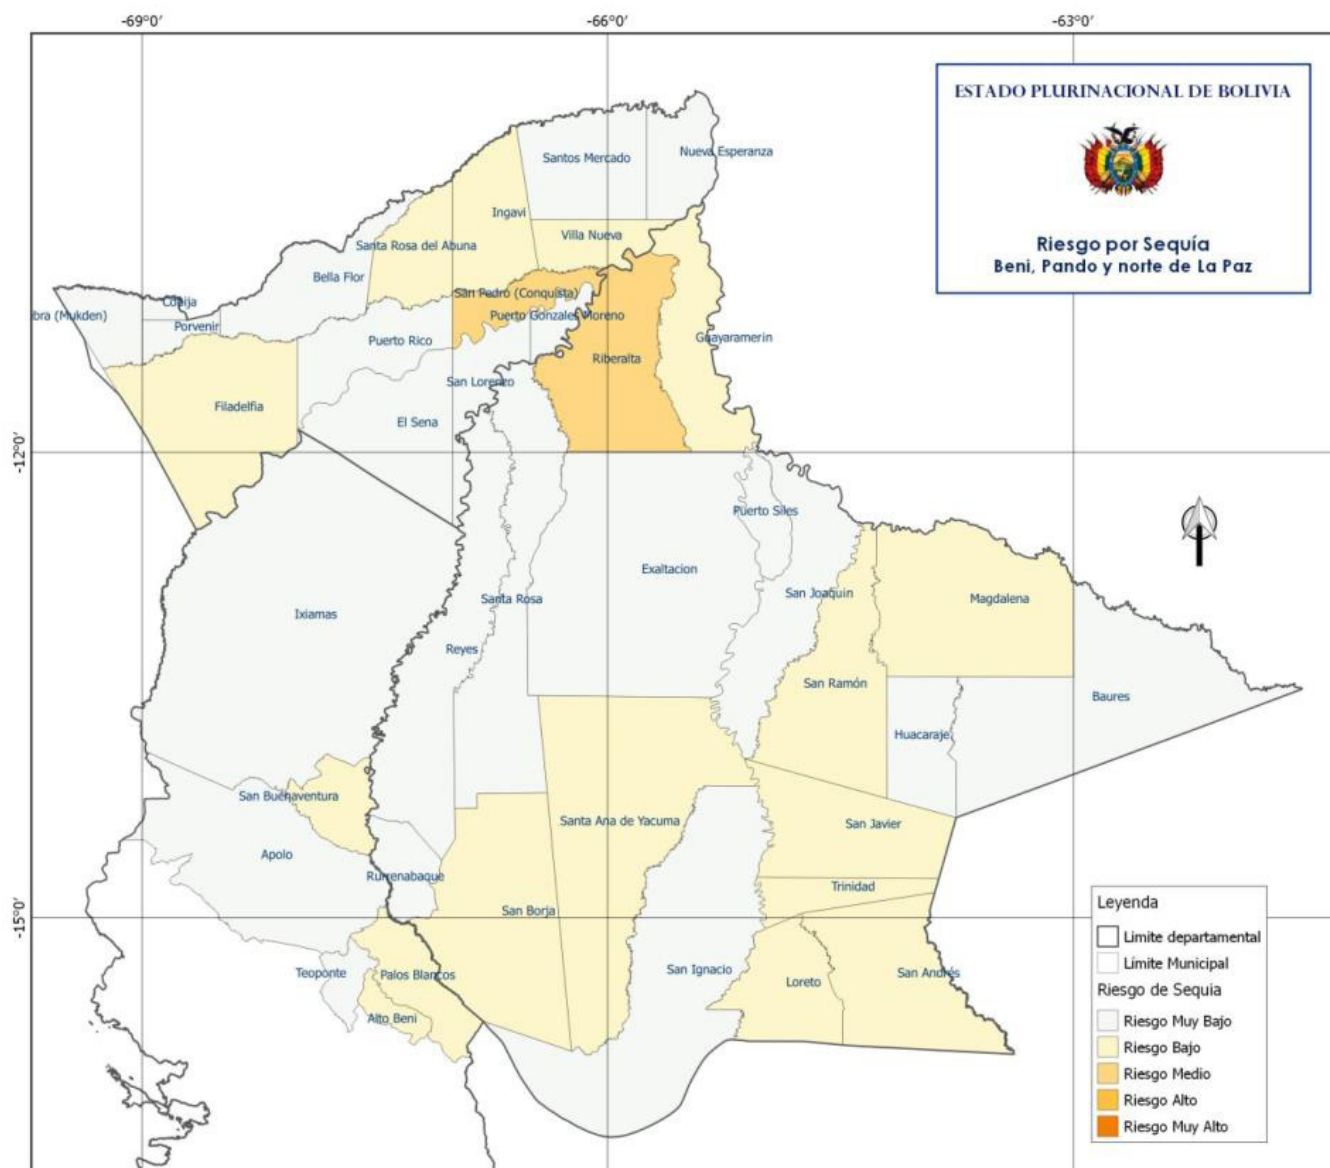 -69°0'
-66°0'
-63°0'
ESTADO PLURINACIONAL DE BOLIVIA
Riesgo por Sequía
Beni, Pando y norte de La Paz
Santos Mercado
Nueva Esperanza
Ingavi
Villa Nueva
Santa Rosa del Abuna
Bella Flor
Cobija
bra (Mukden)
Porvenir
San Pedro (Conquista)
Puerto Gonzales Moreno
Puerto Rico
Guayaramerin
Riberalta
San Lorenzo
Filadelfia
El Sena
-12°0'
Puerto Siles
Exaltacion
San Joaquin
Santa Rosa
Magdalena
Ixiamas
Reyes
San Ramón
Baures
Huacaraje
San Buenaventura
Santa Ana de Yacuma
San Javier
Apolo
Rurrenabaque
Trinidad
San Borja
-15°0'
Teoponte
Palos Blancos
San Ignacio
Loreto
San Andrés
Alto Beni
Leyenda
Limite departamental
Límite Municipal
Riesgo de Sequia
Riesgo Muy Bajo
Riesgo Bajo
Riesgo Medio
Riesgo Alto
Riesgo Muy Alto